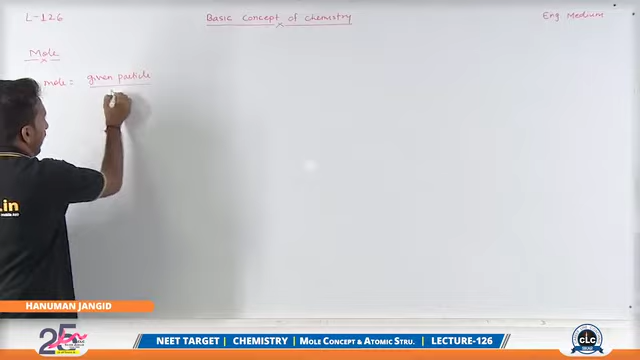 L-126
Basic Concept of Chemistry
Eng Medium
Mole
mole = given particle
.in
HANUMAN JANGID
25
NEET TARGET | CHEMISTRY | MOLE CONCEPT & ATOMIC STRU. | LECTURE-126
CLC